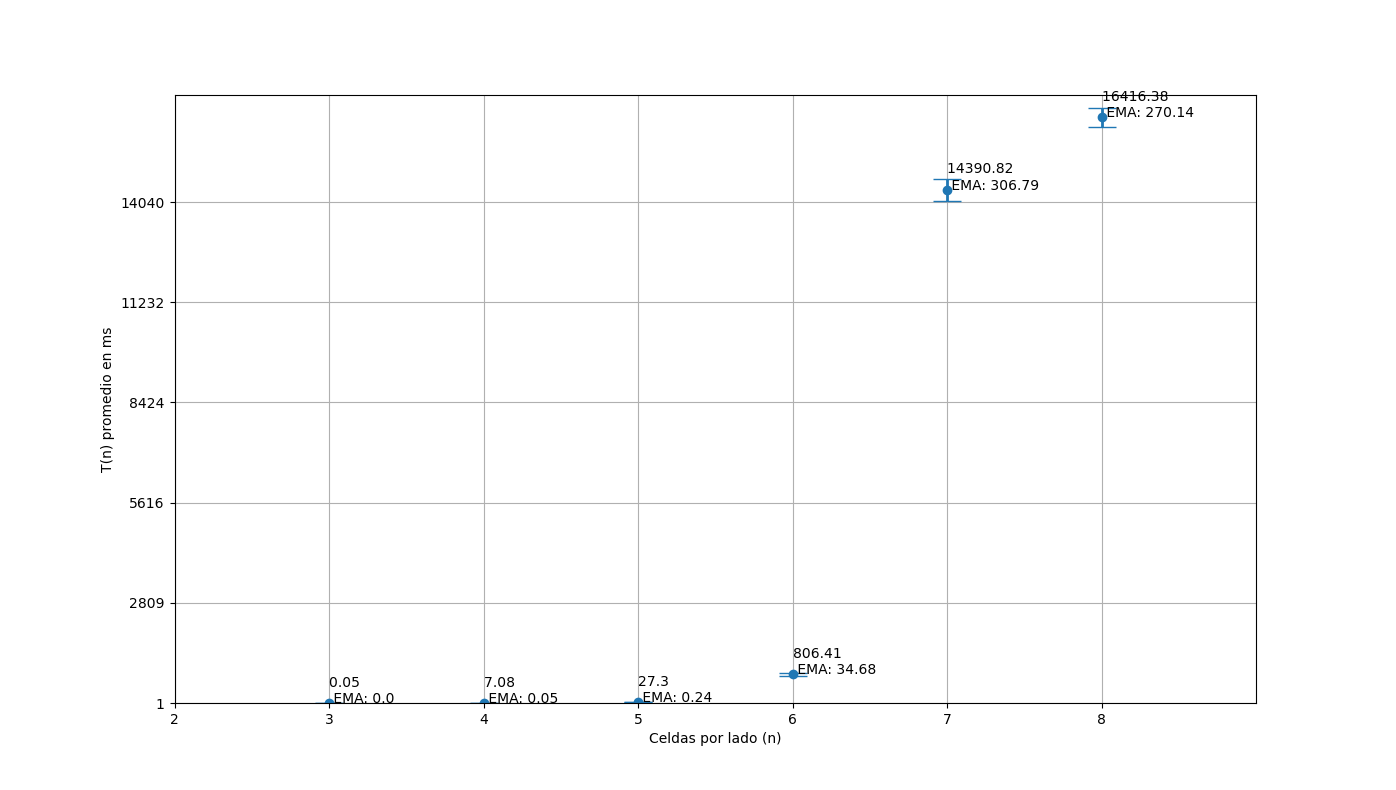 16416.38
EMA: 270.14
14390.82
EMA: 306.79
14040
11232
8424
5616
2809
1
T(n) promedio en ms
806.41
EMA: 34.68
0.05
EMA: 0.0
7.08
EMA: 0.05
27.3
EMA: 0.24
2 3 4 5 6 7 8
Celdas por lado (n)